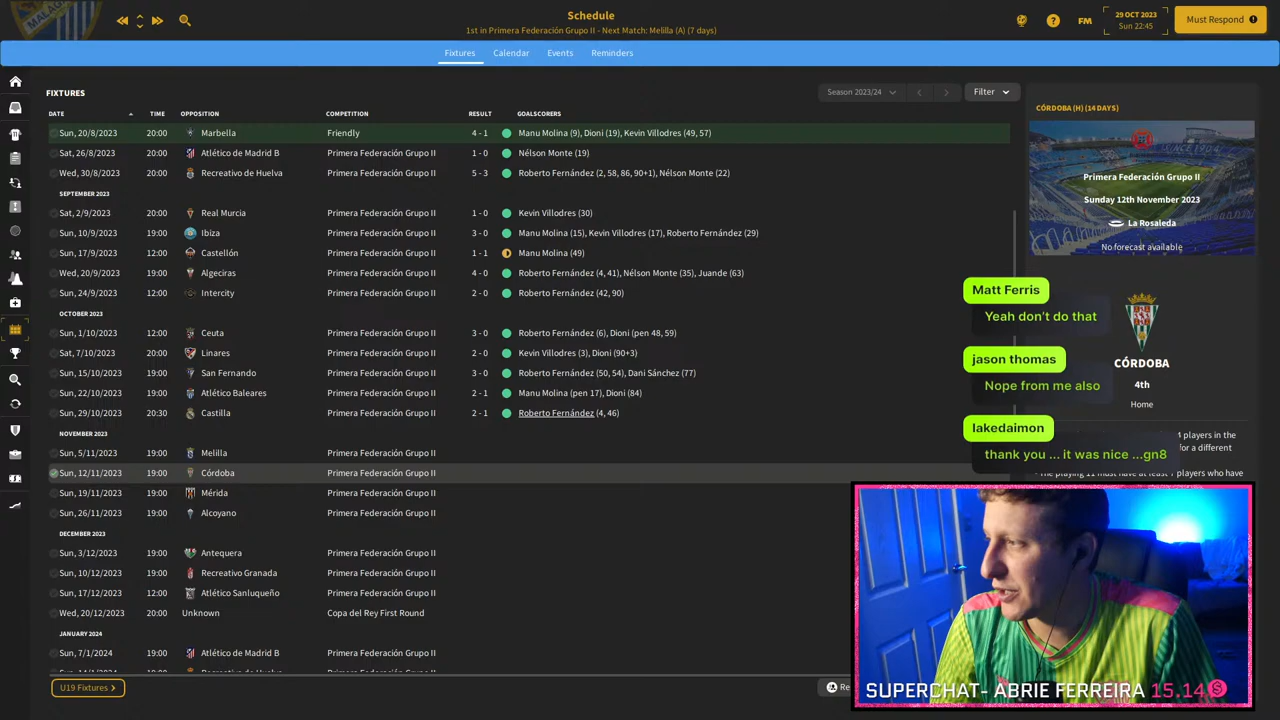 Schedule
1st in Primera Federación Grupo II - Next Match: Melilla (A) (7 days)
FM
29 OCT 2023
Sun 22:45
Must Respond
Fixtures
Calendar
Events
Reminders
FIXTURES
Season 2023/24
Filter
DATE TIME OPPOSITION COMPETITION RESULT GOALSCORERS
Sun, 20/8/2023 20:00 Marbella Friendly 4 - 1 Manu Molina (9), Dioni (19), Kevin Villodres (49, 57)
Sat, 26/8/2023 20:00 Atlético de Madrid B Primera Federación Grupo II 1 - 0 Nélson Monte (19)
Wed, 30/8/2023 20:00 Recreativo de Huelva Primera Federación Grupo II 5 - 3 Roberto Fernández (2, 58, 86, 90+1), Nélson Monte (22)
SEPTEMBER 2023
Sat, 2/9/2023 20:00 Real Murcia Primera Federación Grupo II 1 - 0 Kevin Villodres (30)
Sun, 10/9/2023 19:00 Ibiza Primera Federación Grupo II 3 - 0 Manu Molina (15), Kevin Villodres (17), Roberto Fernández (29)
Sun, 17/9/2023 12:00 Castellón Primera Federación Grupo II 1 - 1 Manu Molina (49)
Wed, 20/9/2023 19:00 Algeciras Primera Federación Grupo II 4 - 0 Roberto Fernández (4, 41), Nélson Monte (35), Juande (63)
Sun, 24/9/2023 12:00 Intercity Primera Federación Grupo II 2 - 0 Roberto Fernández (42, 90)
OCTOBER 2023
Sun, 1/10/2023 12:00 Ceuta Primera Federación Grupo II 3 - 0 Roberto Fernández (6), Dioni (pen 48, 59)
Sat, 7/10/2023 20:00 Linares Primera Federación Grupo II 2 - 0 Kevin Villodres (3), Dioni (90+3)
Sun, 15/10/2023 19:00 San Fernando Primera Federación Grupo II 3 - 0 Roberto Fernández (50, 54), Dani Sánchez (77)
Sun, 22/10/2023 19:00 Atlético Baleares Primera Federación Grupo II 2 - 1 Manu Molina (pen 17), Dioni (84)
Sun, 29/10/2023 20:30 Castilla Primera Federación Grupo II 2 - 1 Roberto Fernández (4, 46)
NOVEMBER 2023
Sun, 5/11/2023 19:00 Melilla Primera Federación Grupo II
Sun, 12/11/2023 19:00 Córdoba Primera Federación Grupo II
Sun, 19/11/2023 19:00 Mérida Primera Federación Grupo II
Sun, 26/11/2023 19:00 Alcoyano Primera Federación Grupo II
DECEMBER 2023
Sun, 3/12/2023 19:00 Antequera Primera Federación Grupo II
Sun, 10/12/2023 19:00 Recreativo Granada Primera Federación Grupo II
Sun, 17/12/2023 12:00 Atlético Sanluqueño Primera Federación Grupo II
Wed, 20/12/2023 20:00 Unknown Copa del Rey First Round
JANUARY 2024
Sun, 7/1/2024 19:00 Atlético de Madrid B Primera Federación Grupo II
U19 Fixtures
CÓRDOBA (H) (14 DAYS)
Primera Federación Grupo II
Sunday 12th November 2023
La Rosaleda
No forecast available
CÓRDOBA
4th
Home
players in the
for a different
The playing 11 must have at least 7 players who have
Matt Ferris
Yeah don't do that
jason thomas
Nope from me also
lakedaimon
thank you ... it was nice ...gn8
SUPERCHAT- ABRIE FERREIRA 15.14